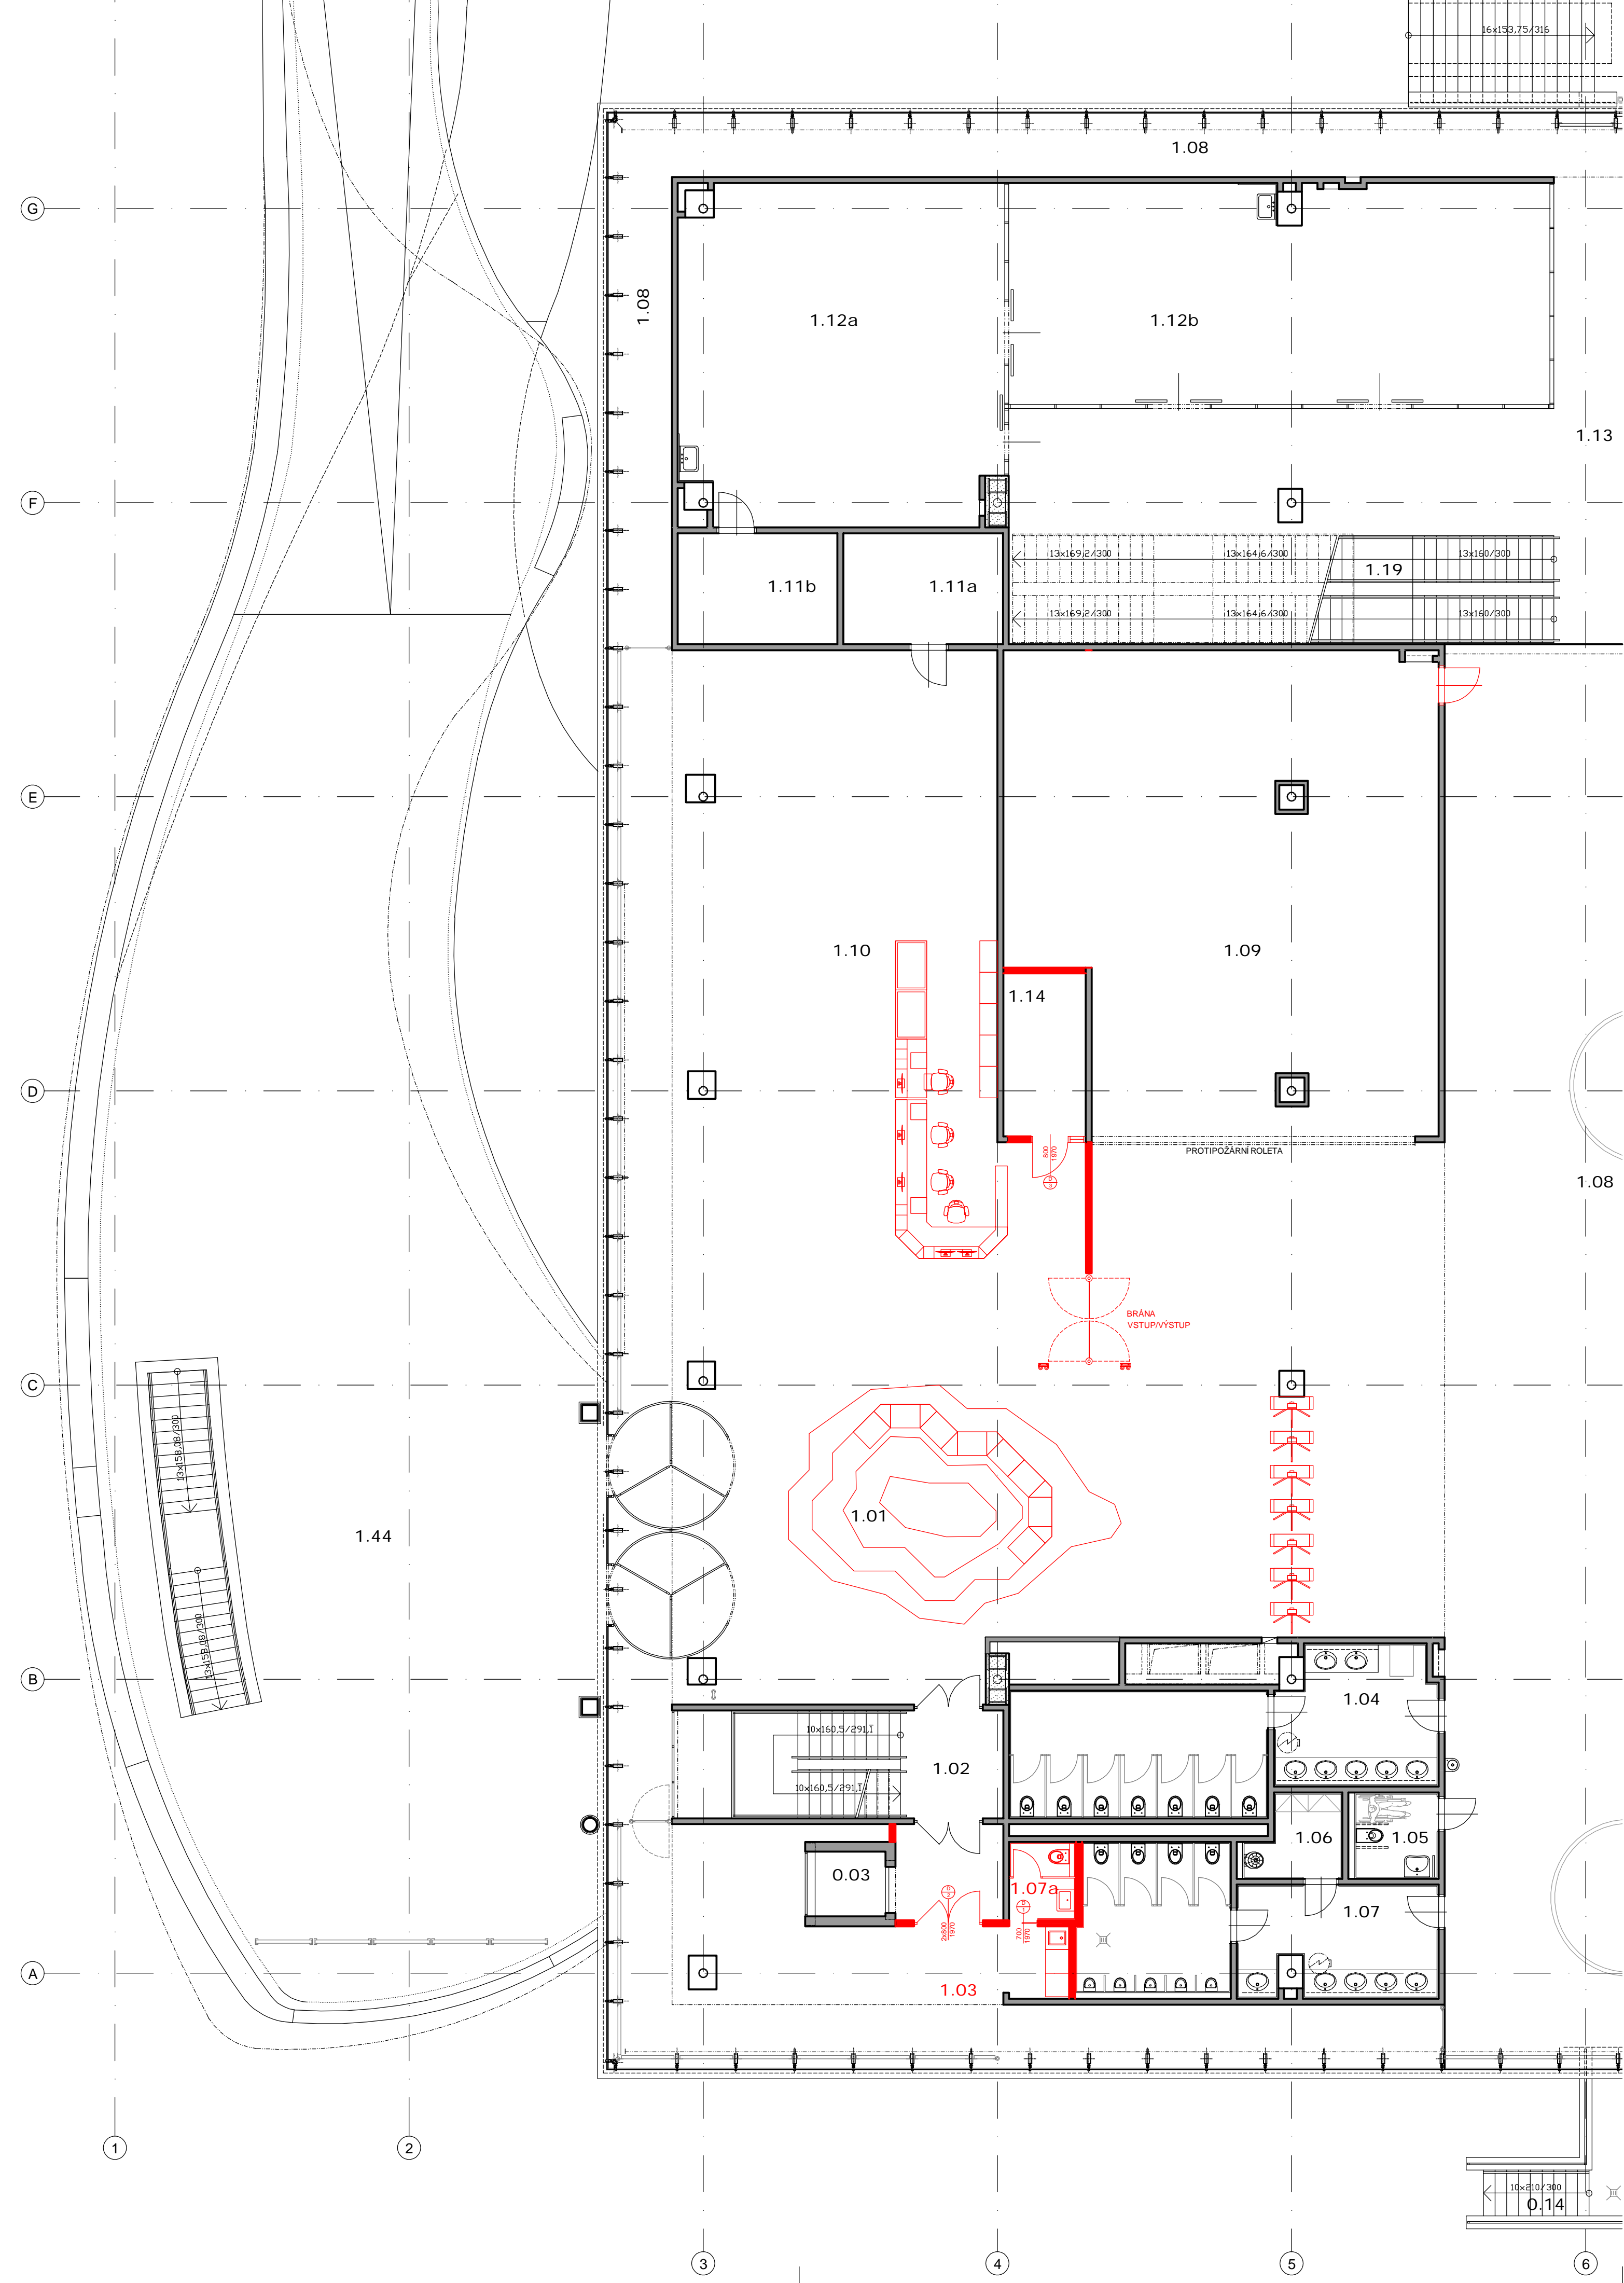 16x153,75/316
1.08
G
1.08
1.12a
1.12b
1.13
F
13x169,2/300
13x164,6/300
13x160/300
1.19
1.11b
1.11a
13x169,2/300
13x164,6/300
13x160/300
E
1.10
1.09
1.14
D
800
1970
PROTIPOŽÁRNÍ ROLETA
1.08
BRÁNA
VSTUP/VÝSTUP
C
13x158,08/300
1.01
1.44
13x158,08/300
B
1.04
10x160,5/291,1
1.02
10x160,5/291,1
1.06
1.05
0.03
1.07a
1.07
2x800
1970
700
1970
A
1.03
1
2
10x210/300
0.14
3
4
5
6